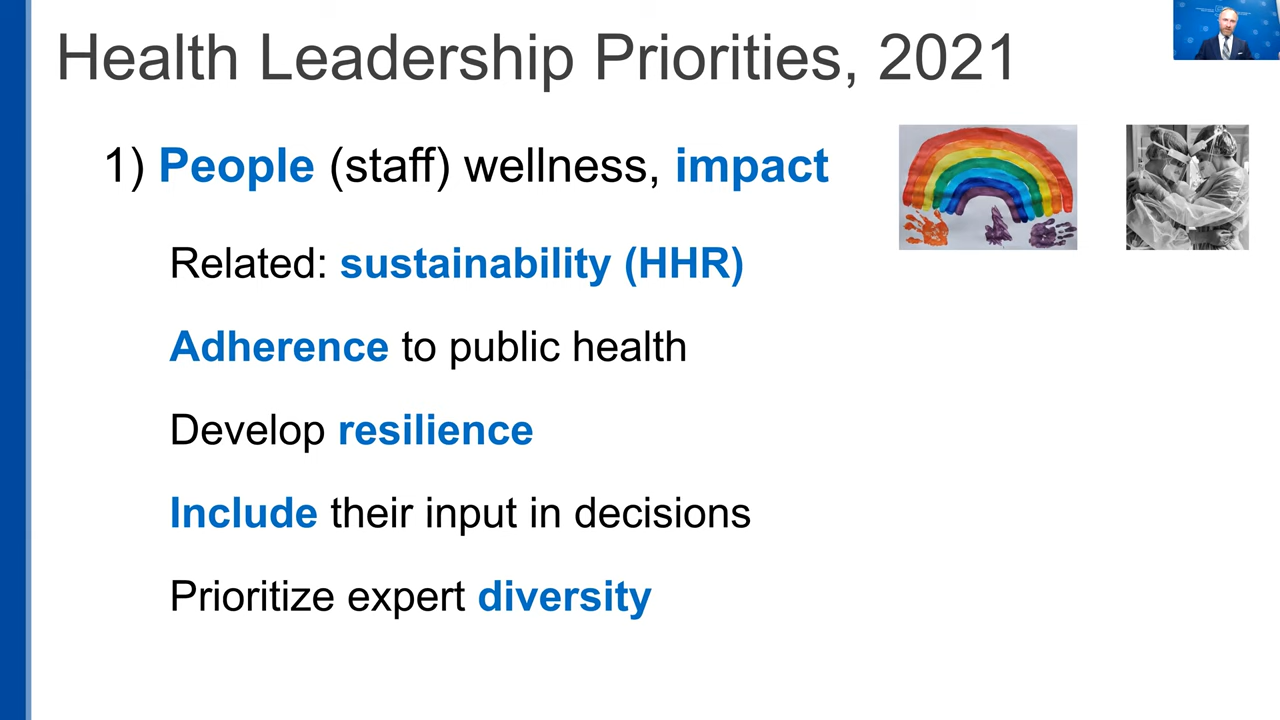 Health Leadership Priorities, 2021
1) People (staff) wellness, impact
Related: sustainability (HHR)
Adherence to public health
Develop resilience
Include their input in decisions
Prioritize expert diversity